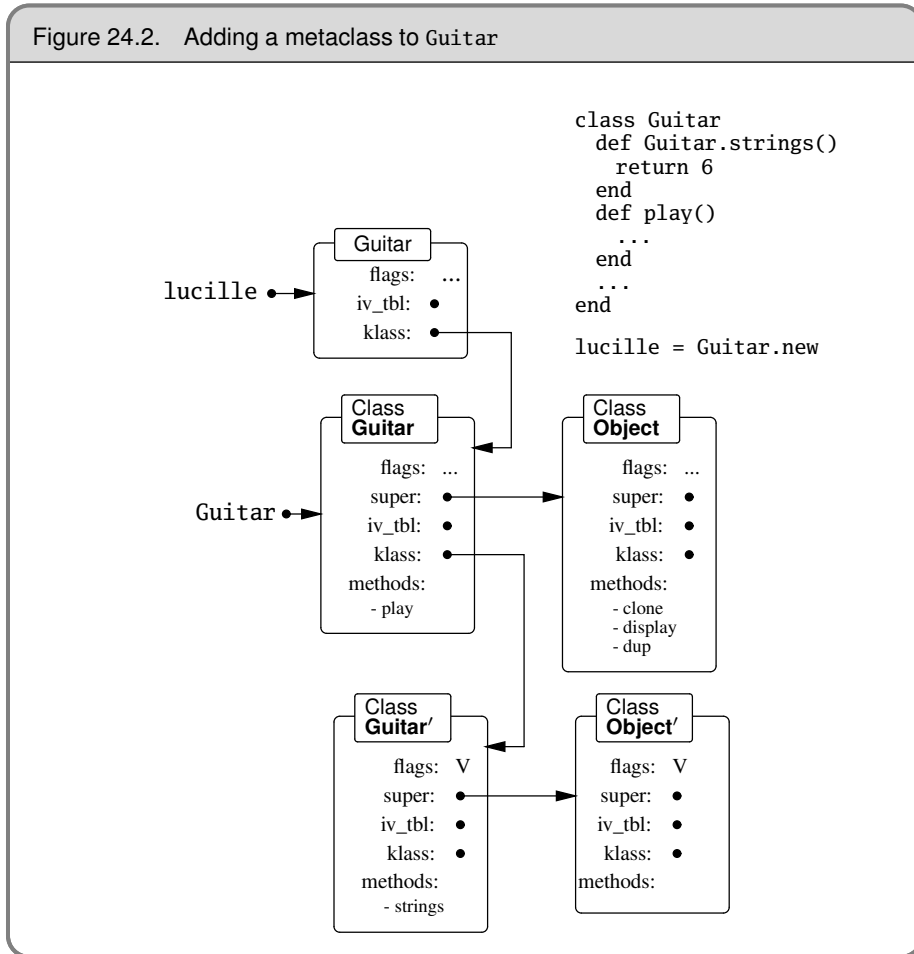 Figure 24.2. Adding a metaclass to Guitar
class Guitar
def Guitar.strings()
return 6
end
def play()
...
end
...
end
lucille = Guitar.new
lucille
Guitar
flags: ...
iv_tbl:
klass:
Guitar
Class
Guitar
flags: ...
super:
iv_tbl:
klass:
methods:
- play
Class
Object
flags: ...
super:
iv_tbl:
klass:
methods:
- clone
- display
- dup
Class
Guitar′
flags: V
super:
iv_tbl:
klass:
methods:
- strings
Class
Object′
flags: V
super:
iv_tbl:
klass:
methods: